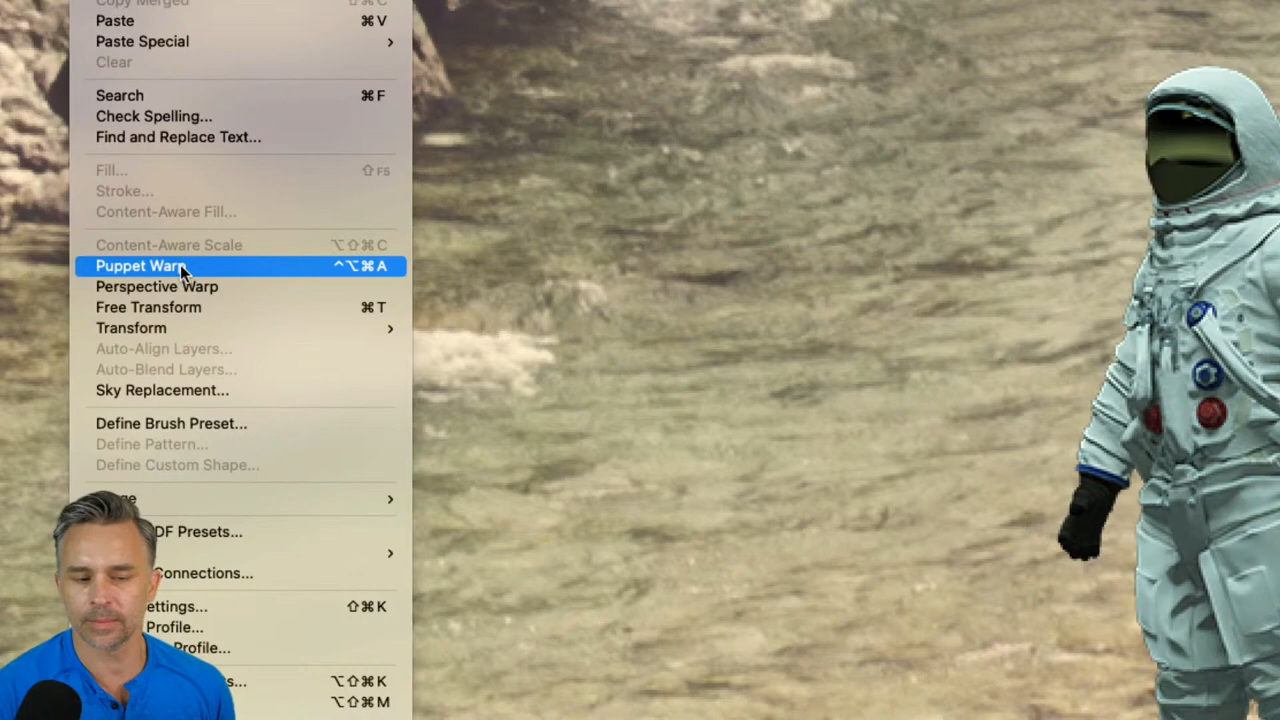 Copy Merged ⇧⌘C
Paste ⌘V
Paste Special >
Clear
Search ⌘F
Check Spelling...
Find and Replace Text...
Fill... ⇧F5
Stroke...
Content-Aware Fill...
Content-Aware Scale ⌥⇧⌘C
Puppet Warp ^⌥⌘A
Perspective Warp
Free Transform ⌘T
Transform >
Auto-Align Layers...
Auto-Blend Layers...
Sky Replacement...
Define Brush Preset...
Define Pattern...
Define Custom Shape...
>
DF Presets...
>
Connections...
ettings... ⇧⌘K
Profile...
Profile...
s... ⌥⇧⌘K
⌥⇧⌘M